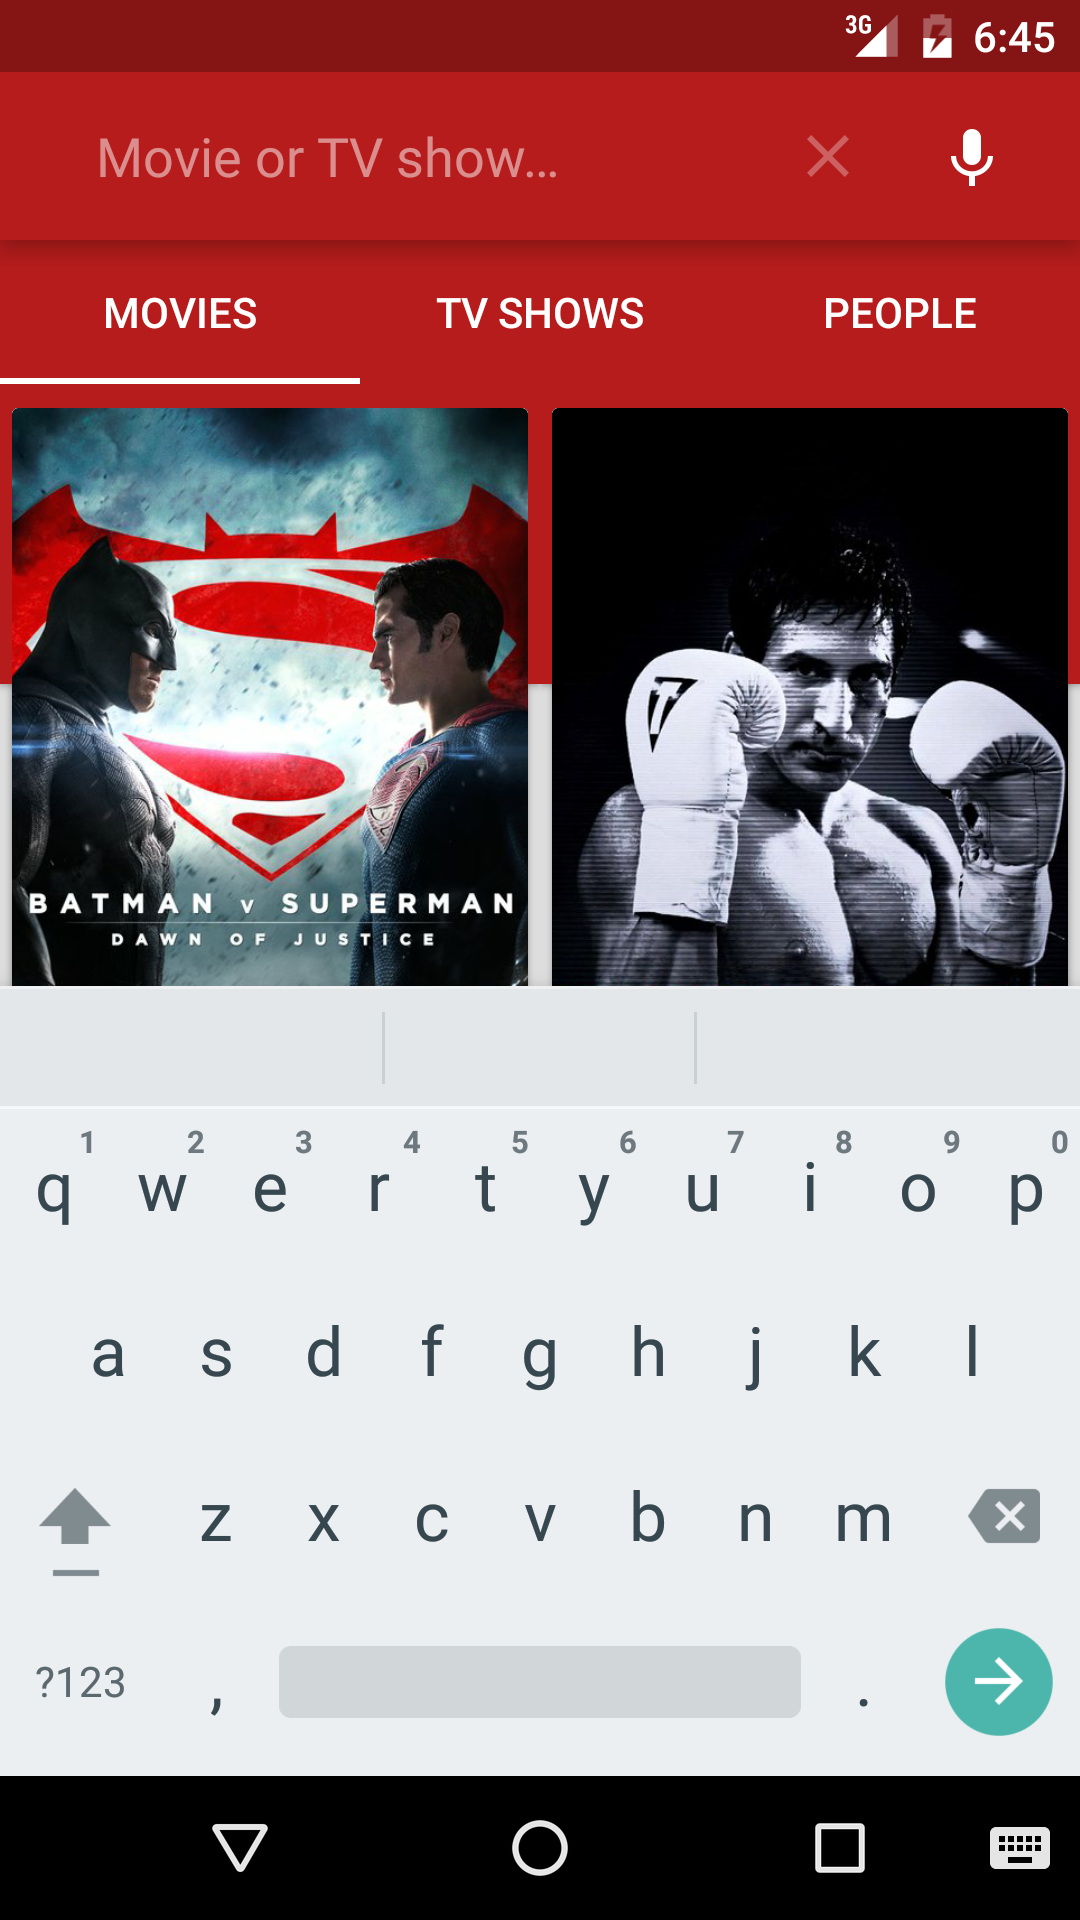 3G 6:45
Movie or TV show...
MOVIES TV SHOWS PEOPLE
BATMAN v SUPERMAN
DAWN OF JUSTICE
1 2 3 4 5 6 7 8 9 0
q w e r t y u i o p
a s d f g h j k l
z x c v b n m
?123 , .